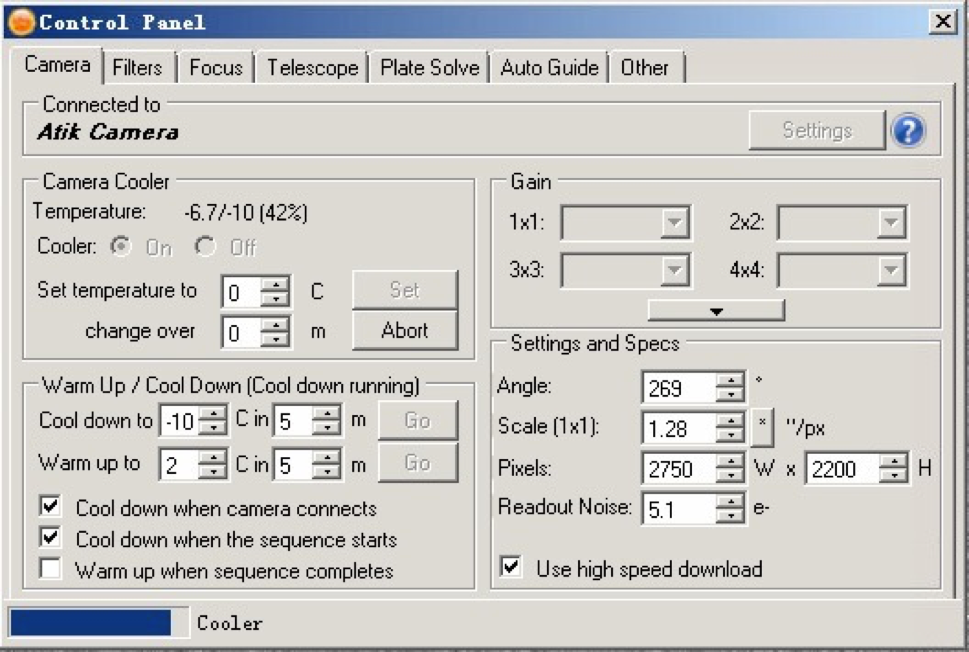 Control Panel
Camera Filters Focus Telescope Plate Solve Auto Guide Other
Connected to
Atik Camera
Settings
Camera Cooler
Temperature: -6.7/-10 (42%)
Cooler: On Off
Set temperature to 0 C Set
change over 0 m Abort
Warm Up / Cool Down (Cool down running)
Cool down to -10 C in 5 m Go
Warm up to 2 C in 5 m Go
Cool down when camera connects
Cool down when the sequence starts
Warm up when sequence completes
Gain
1x1: 2x2:
3x3: 4x4:
Settings and Specs
Angle: 269 °
Scale (1x1): 1.28 * "/px
Pixels: 2750 W x 2200 H
Readout Noise: 5.1 e-
Use high speed download
Cooler